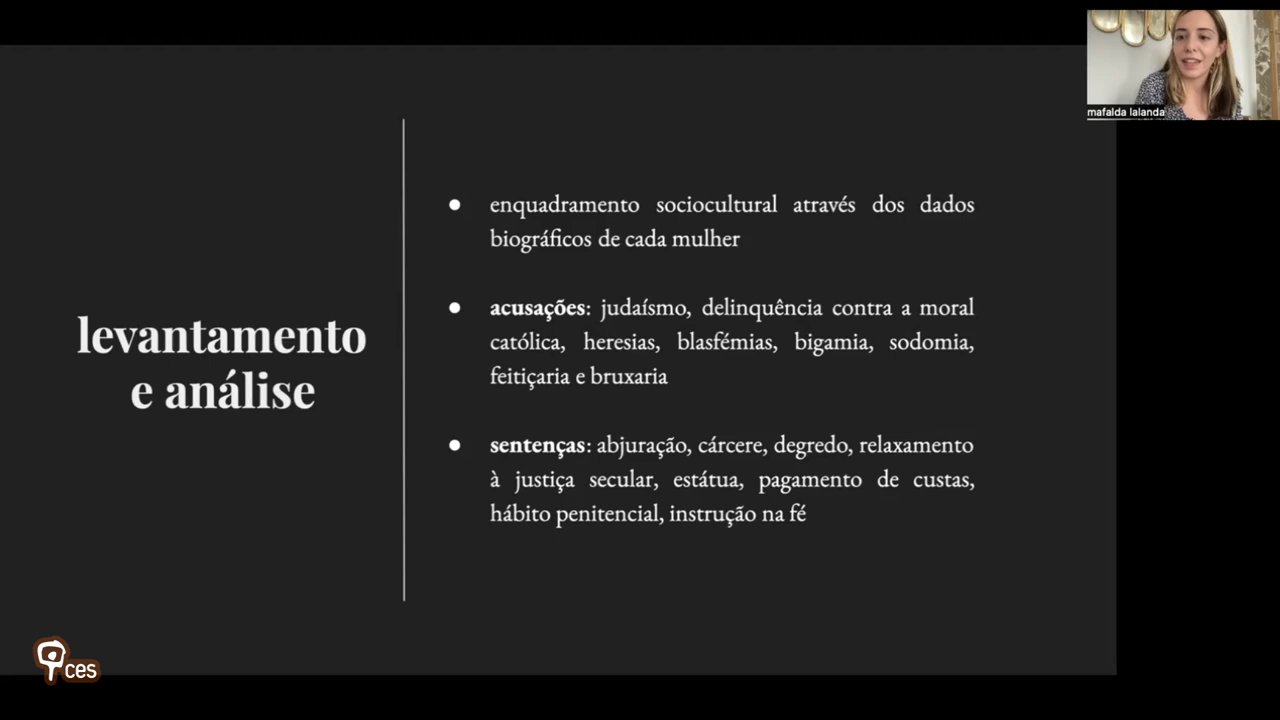 mafalda lalanda
levantamento
e análise
● enquadramento sociocultural através dos dados
biográficos de cada mulher
● acusações: judaísmo, delinquência contra a moral
católica, heresias, blasfémias, bigamia, sodomia,
feitiçaria e bruxaria
● sentenças: abjuração, cárcere, degredo, relaxamento
à justiça secular, estátua, pagamento de custas,
hábito penitencial, instrução na fé
ces